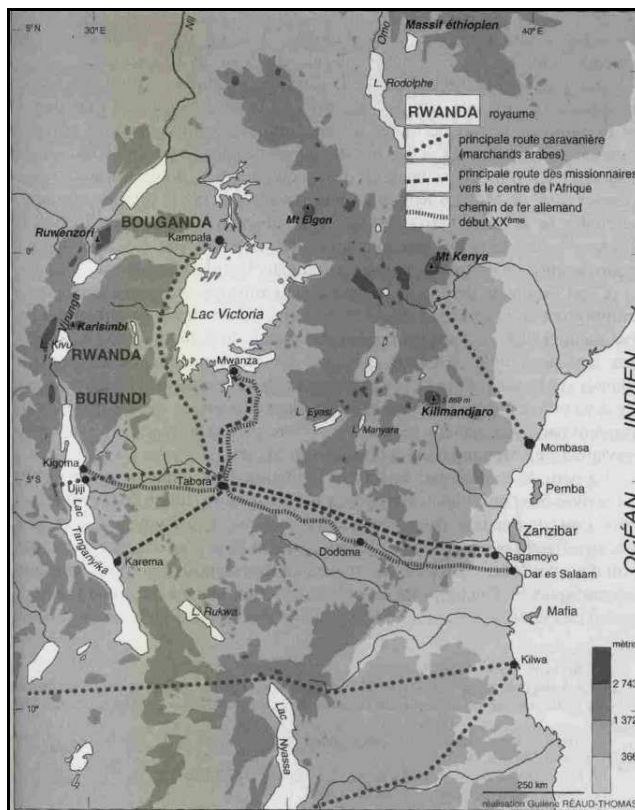 5°N
30°E
Nil
Omo
Massif éthiopien
40°E
L. Rodolphe
RWANDA royaume
principale route caravanière
(marchands arabes)
principale route des missionnaires
vers le centre de l'Afrique
chemin de fer allemand
début XXème
BOUGANDA
Mt Elgon
Ruwenzori
Kampala
0°
Mt Kenya
Virunga
Karisimbi
Lac Victoria
L. Kivu
RWANDA
Mwanza
BURUNDI
L. Eyasi
L. Manyara
5 892 m
Kilimandjaro
OCÉAN INDIEN
Mombasa
Kigoma
5°S
Ujiji
Tabora
Pemba
Zanzibar
Lac Tanganyika
Karema
Dodoma
Bagamoyo
Dar es Salaam
L. Rukwa
Mafia
mètres
Kilwa
2 743
10°
1 372
Lac Nyassa
366
250 km
réalisation Guilène RÉAUD-THOMAS